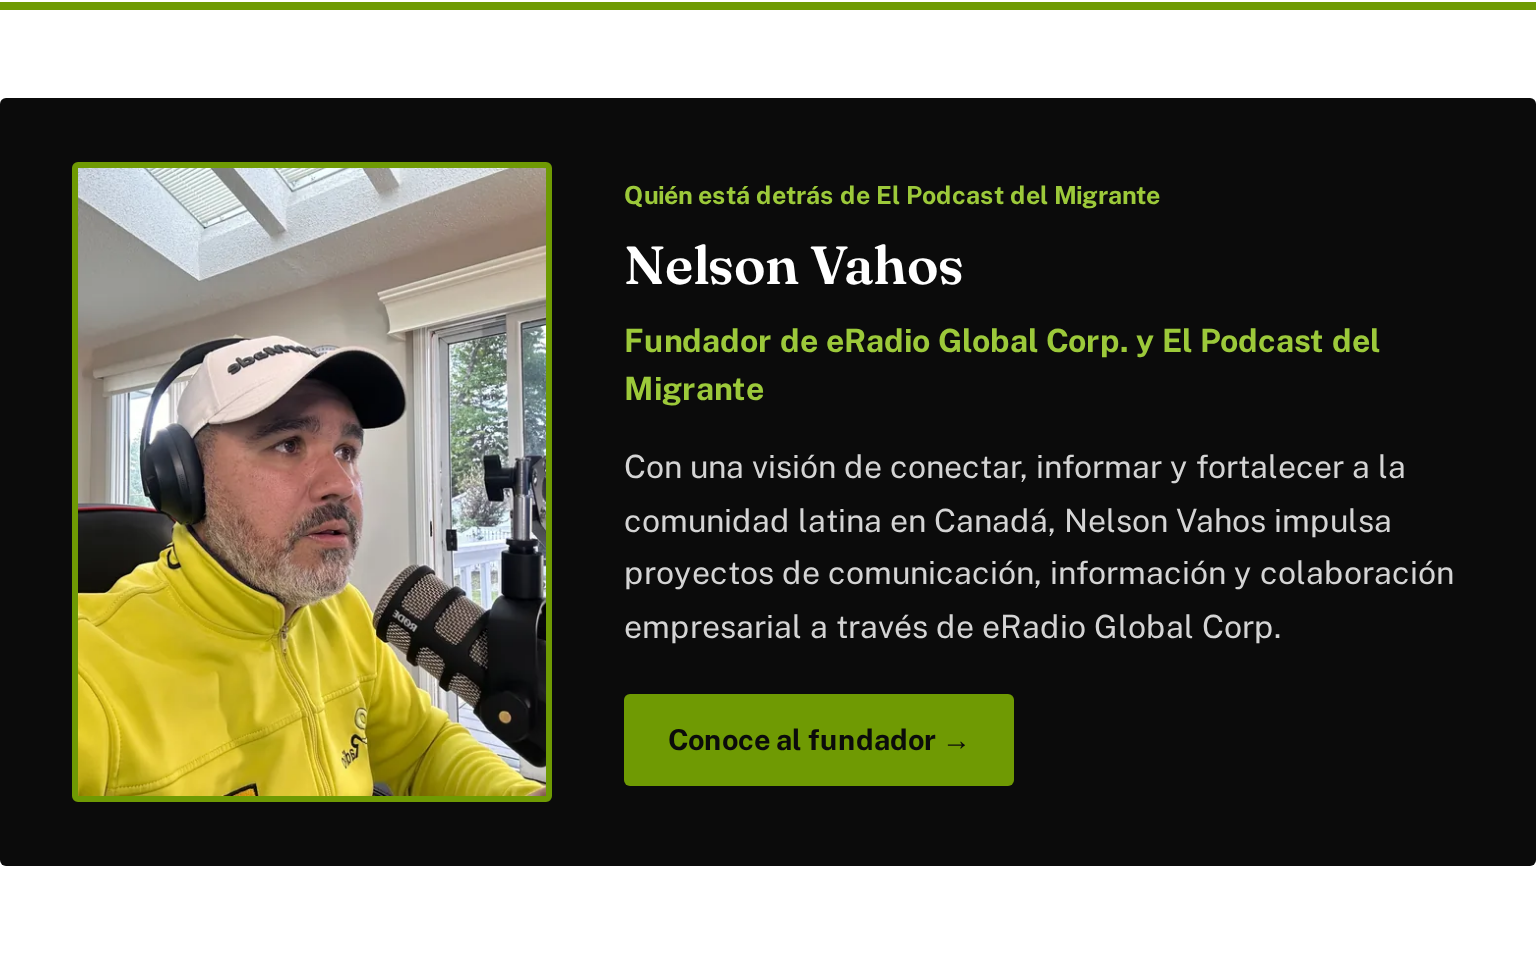 Quién está detrás de El Podcast del Migrante
Nelson Vahos
Fundador de eRadio Global Corp. y El Podcast del
Migrante
Con una visión de conectar, informar y fortalecer a la
comunidad latina en Canadá, Nelson Vahos impulsa
proyectos de comunicación, información y colaboración
empresarial a través de eRadio Global Corp.
Conoce al fundador →
RODE